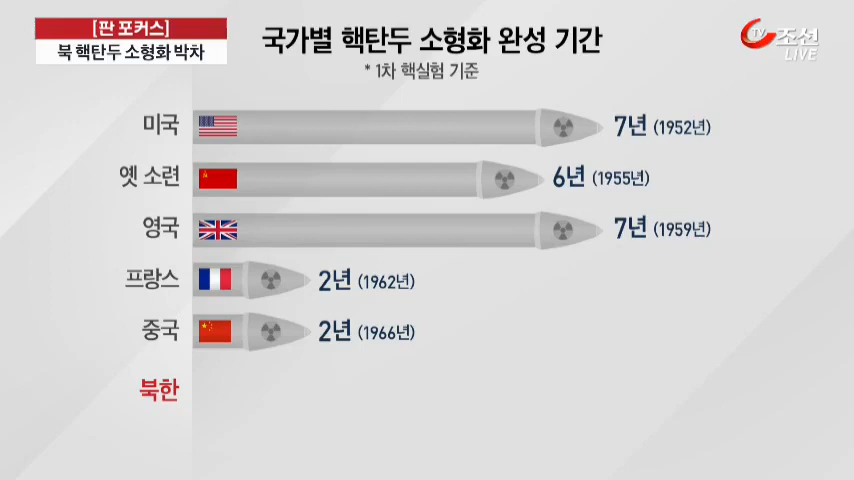 [판 포커스]
북 핵탄두 소형화 박차
국가별 핵탄두 소형화 완성 기간
* 1차 핵실험 기준
TV조선
LIVE
미국 7년 (1952년)
옛 소련 6년 (1955년)
영국 7년 (1959년)
프랑스 2년 (1962년)
중국 2년 (1966년)
북한